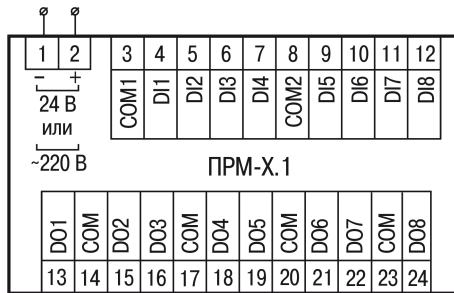 1 2 3 4 5 6 7 8 9 10 11 12
- +
COM1 DI1 DI2 DI3 DI4 COM2 DI5 DI6 DI7 DI8
24 В
или
~220 В
ПРМ-Х.1
DO1 COM DO2 DO3 COM DO4 DO5 COM DO6 DO7 COM DO8
13 14 15 16 17 18 19 20 21 22 23 24